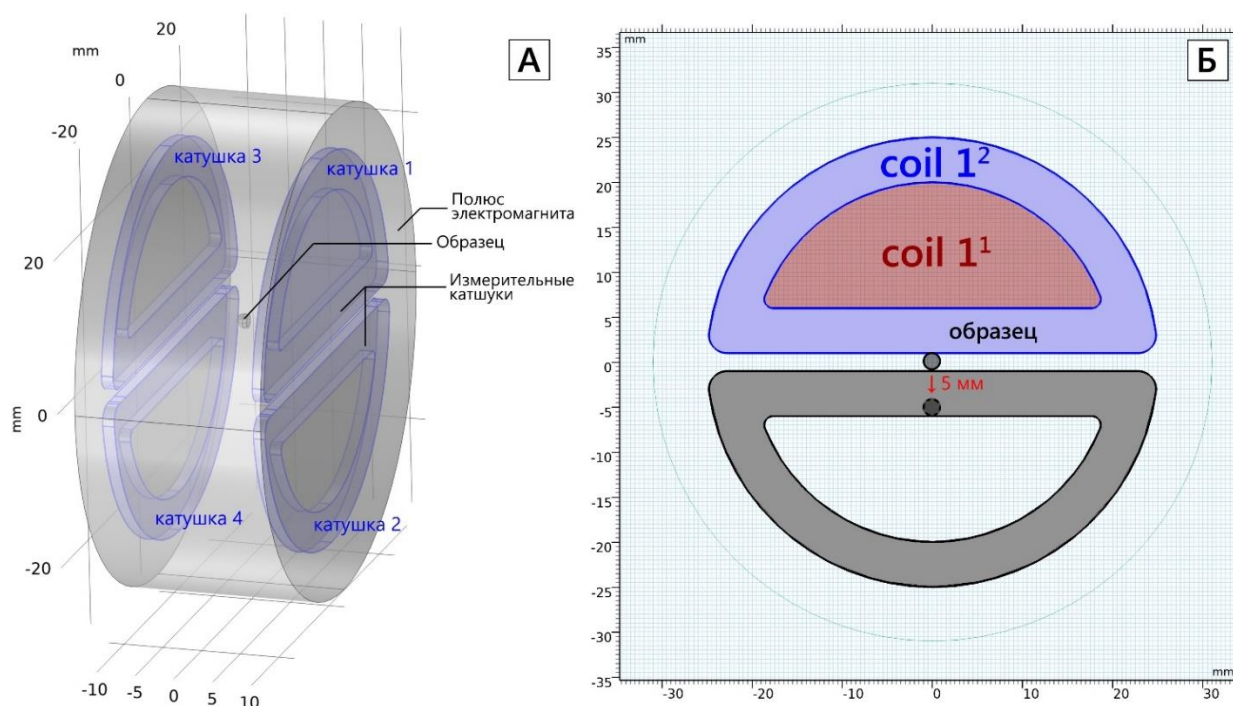 А
mm
20
0
-20
катушка 3
катушка 1
Полюс
электромагнита
Образец
Измерительные
катшуки
20
0
mm
-20
катушка 4
катушка 2
-10
-5
0
5
10
Б
mm
35
30
25
20
15
10
5
0
-5
-10
-15
-20
-25
-30
-35
coil 1²
coil 1¹
образец
↓ 5 мм
mm
-30
-20
-10
0
10
20
30